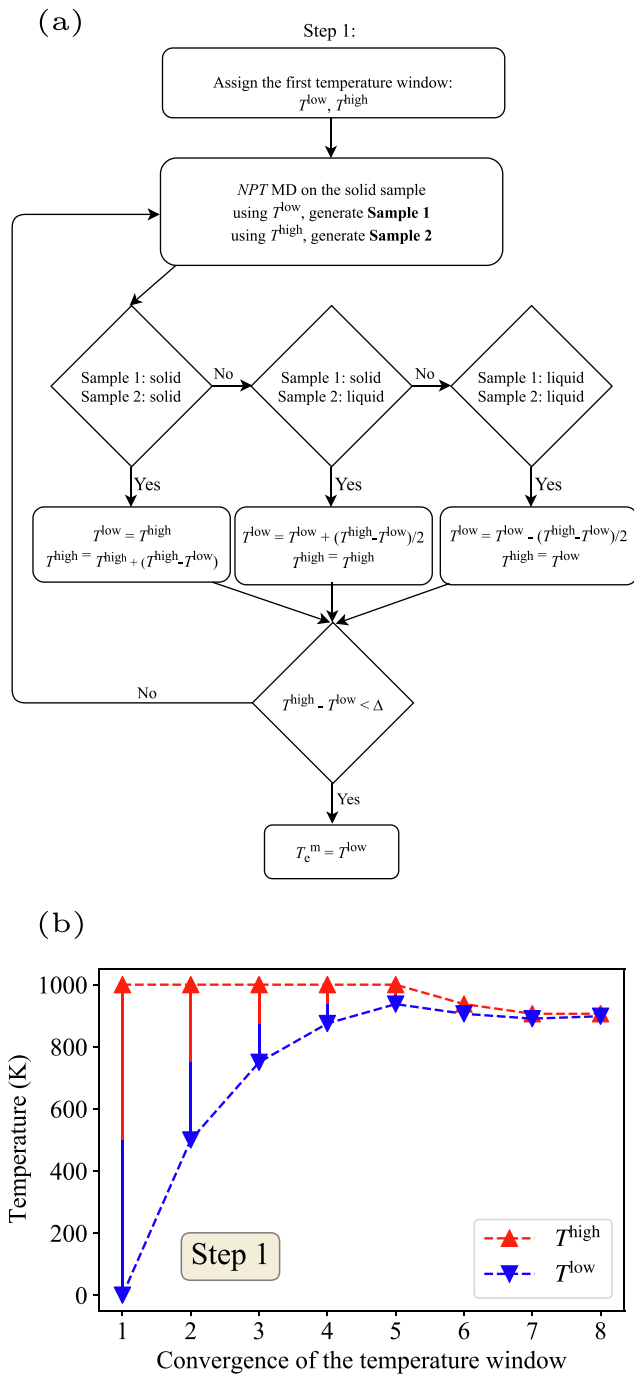 (a)
Step 1:
Assign the first temperature window:
T^low, T^high
NPT MD on the solid sample
using T^low, generate Sample 1
using T^high, generate Sample 2
Sample 1: solid
Sample 2: solid
No
Sample 1: solid
Sample 2: liquid
No
Sample 1: liquid
Sample 2: liquid
Yes
Yes
Yes
T^low = T^high
T^high = T^high + (T^high-T^low)
T^low = T^low + (T^high-T^low)/2
T^high = T^high
T^low = T^low - (T^high-T^low)/2
T^high = T^low
No
T^high - T^low < Δ
Yes
T_e^m = T^low
(b)
Temperature (K)
1000
800
600
400
200
0
Step 1
T^high
T^low
1 2 3 4 5 6 7 8
Convergence of the temperature window